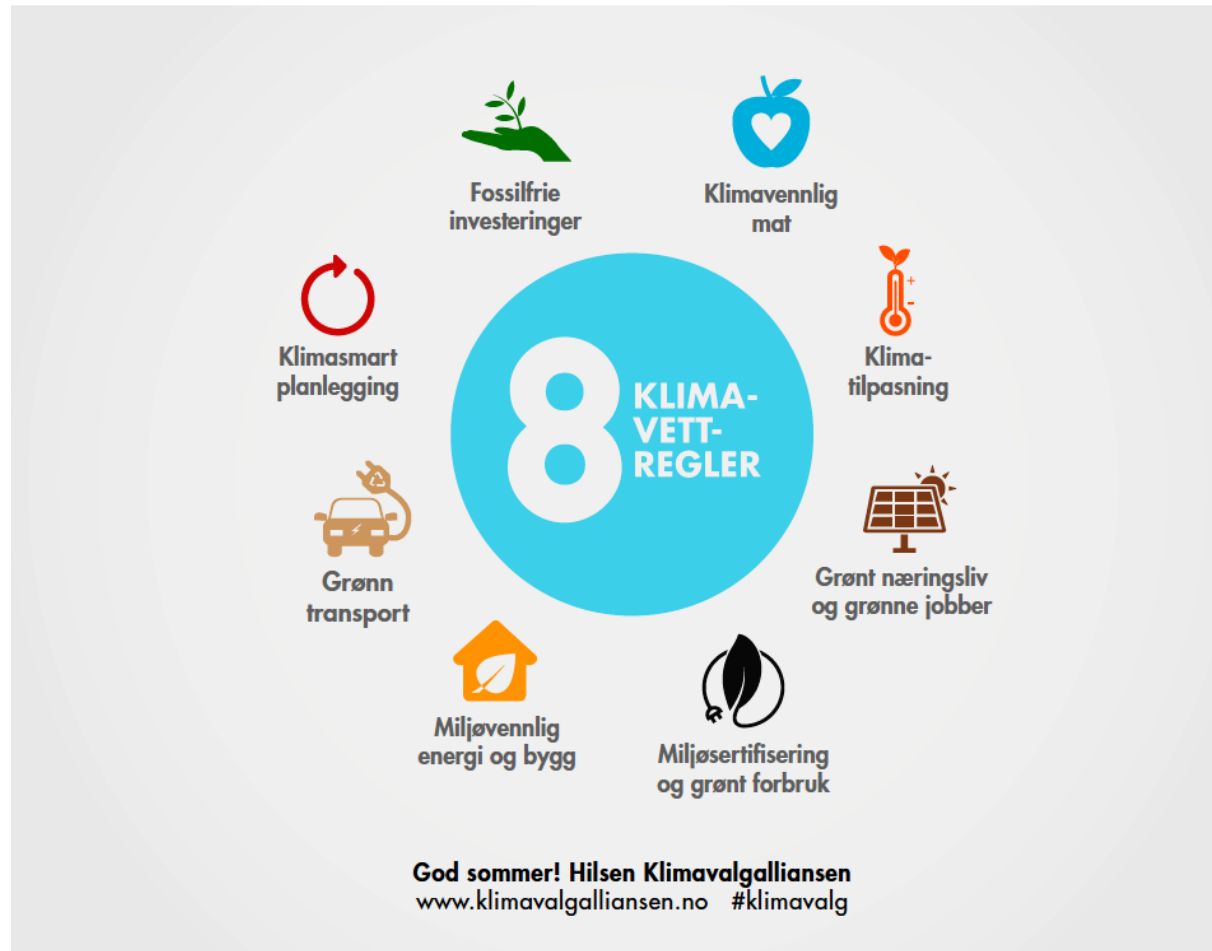 Fossilfrie
investeringer
Klimavennlig
mat
Klimasmart
planlegging
8
KLIMA-
VETT-
REGLER
Klima-
tilpasning
Grønn
transport
Grønt næringsliv
og grønne jobber
Miljøvennlig
energi og bygg
Miljøsertifisering
og grønt forbruk
God sommer! Hilsen Klimavalgalliansen
www.klimavalgalliansen.no #klimavalg